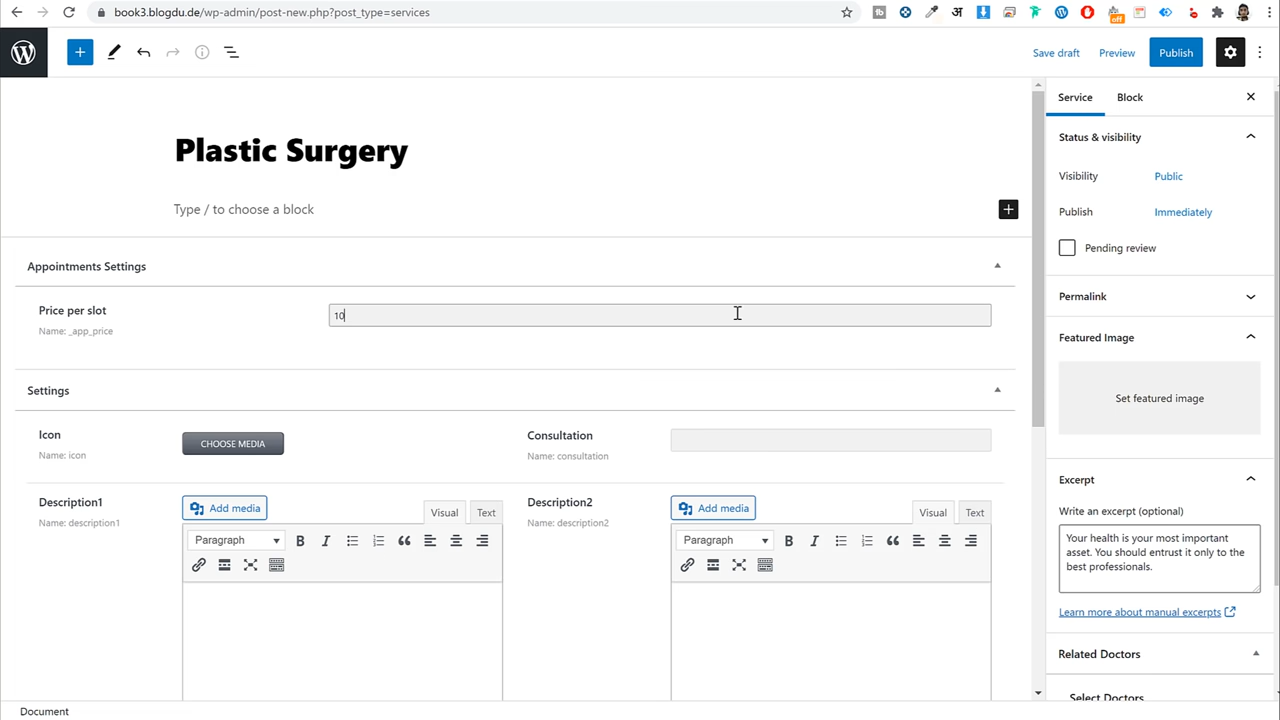 book3.blogdu.de/wp-admin/post-new.php?post_type=services
अ
off
Save draft
Preview
Publish
Plastic Surgery
Type / to choose a block
Appointments Settings
Price per slot
Name: _app_price
10
Settings
Icon
Name: icon
CHOOSE MEDIA
Consultation
Name: consultation
Description1
Name: description1
Add media
Visual
Text
Paragraph
Description2
Name: description2
Add media
Visual
Text
Paragraph
Service
Block
Status & visibility
Visibility
Public
Publish
Immediately
Pending review
Permalink
Featured Image
Set featured image
Excerpt
Write an excerpt (optional)
Your health is your most important
asset. You should entrust it only to the
best professionals.
Learn more about manual excerpts
Related Doctors
Select Doctors
Document